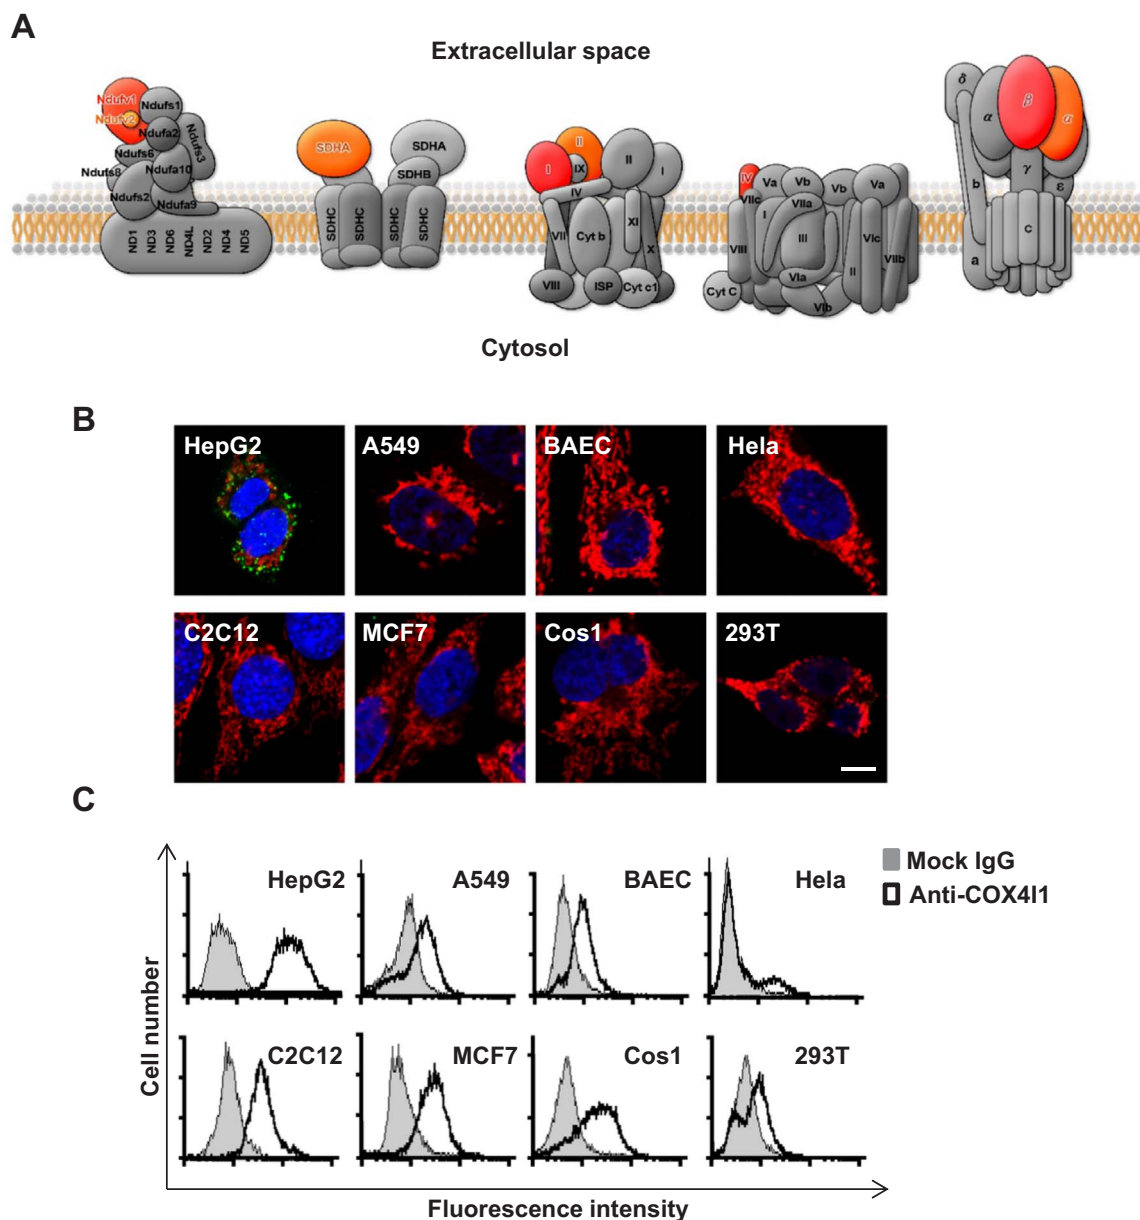 A
Extracellular space
Ndufv1
Ndufv2
Ndufs1
Ndufa2
Ndufs3
Ndufs6
Ndufs8
Ndufa10
Ndufs2
Ndufa9
ND1
ND3
ND6
ND4L
ND2
ND4
ND5
SDHA
SDHA
SDHB
SDHC
SDHC
SDHC
SDHC
I
II
IX
IV
II
I
VII
Cyt b
XI
X
VIII
ISP
Cyt c1
IV
Va
Vb
Vb
Va
VIIc
VIIa
I
III
VIII
VIa
II
VIc
VIIb
Cyt C
VIb
δ
α
β
α
b
γ
ε
c
a
Cytosol
B
HepG2
A549
BAEC
Hela
C2C12
MCF7
Cos1
293T
C
Cell number
HepG2
A549
BAEC
Hela
Mock IgG
Anti-COX4I1
C2C12
MCF7
Cos1
293T
Fluorescence intensity